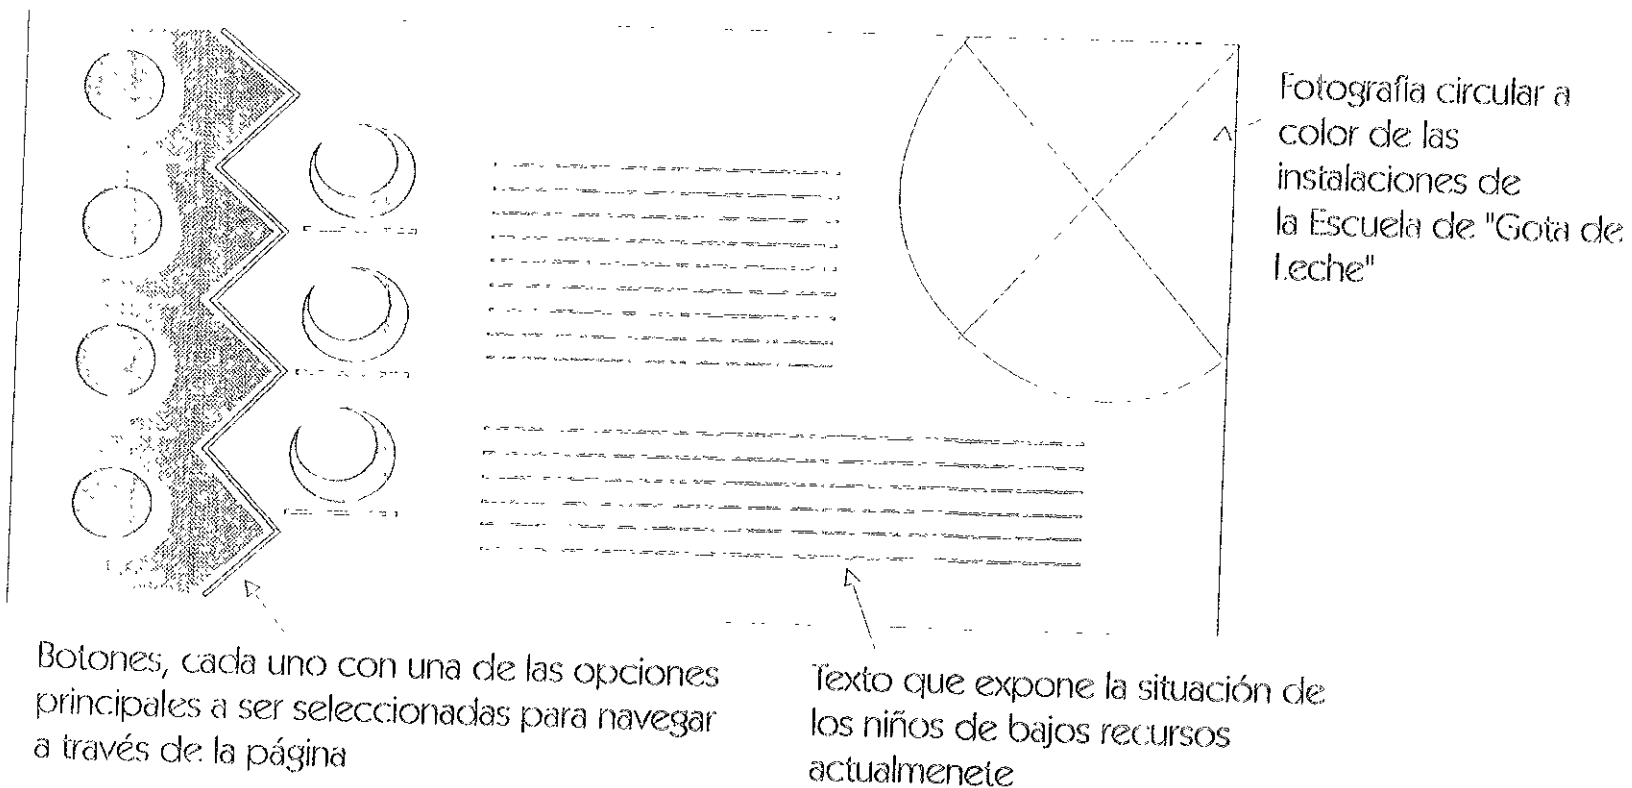 Fotografía circular a
color de las
instalaciones de
la Escuela de "Gota de
Leche"
Botones, cada uno con una de las opciones
principales a ser seleccionadas para navegar
a través de la página
Texto que expone la situación de
los niños de bajos recursos
actualmenete